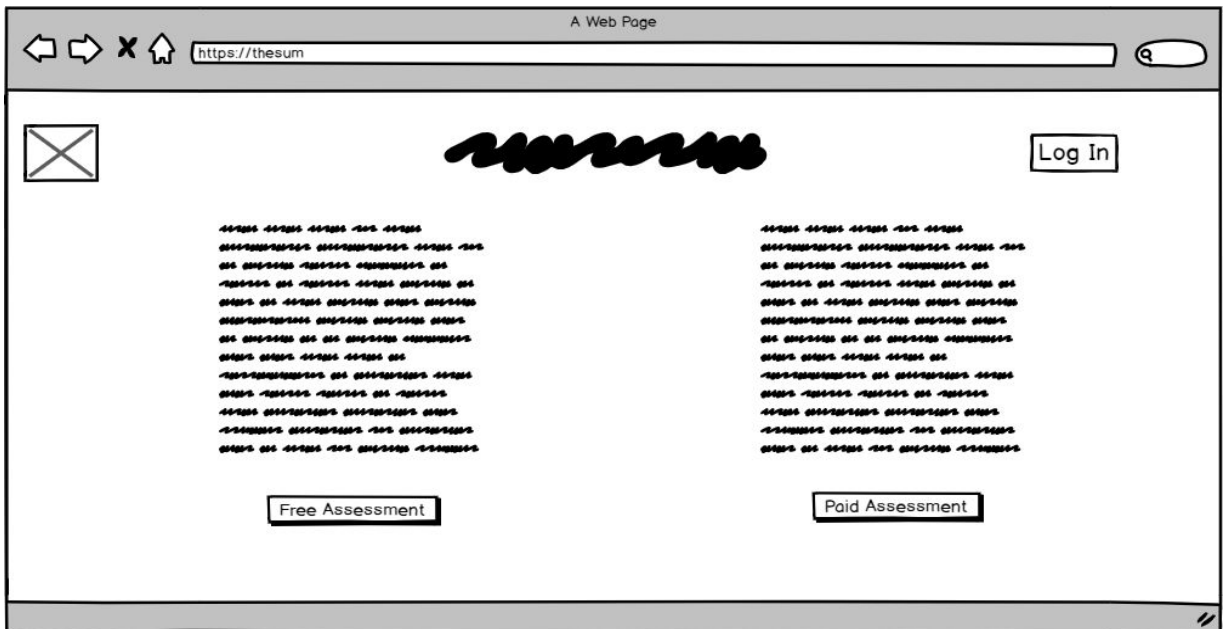 A Web Page
https://thesum
Log In
Free Assessment
Paid Assessment